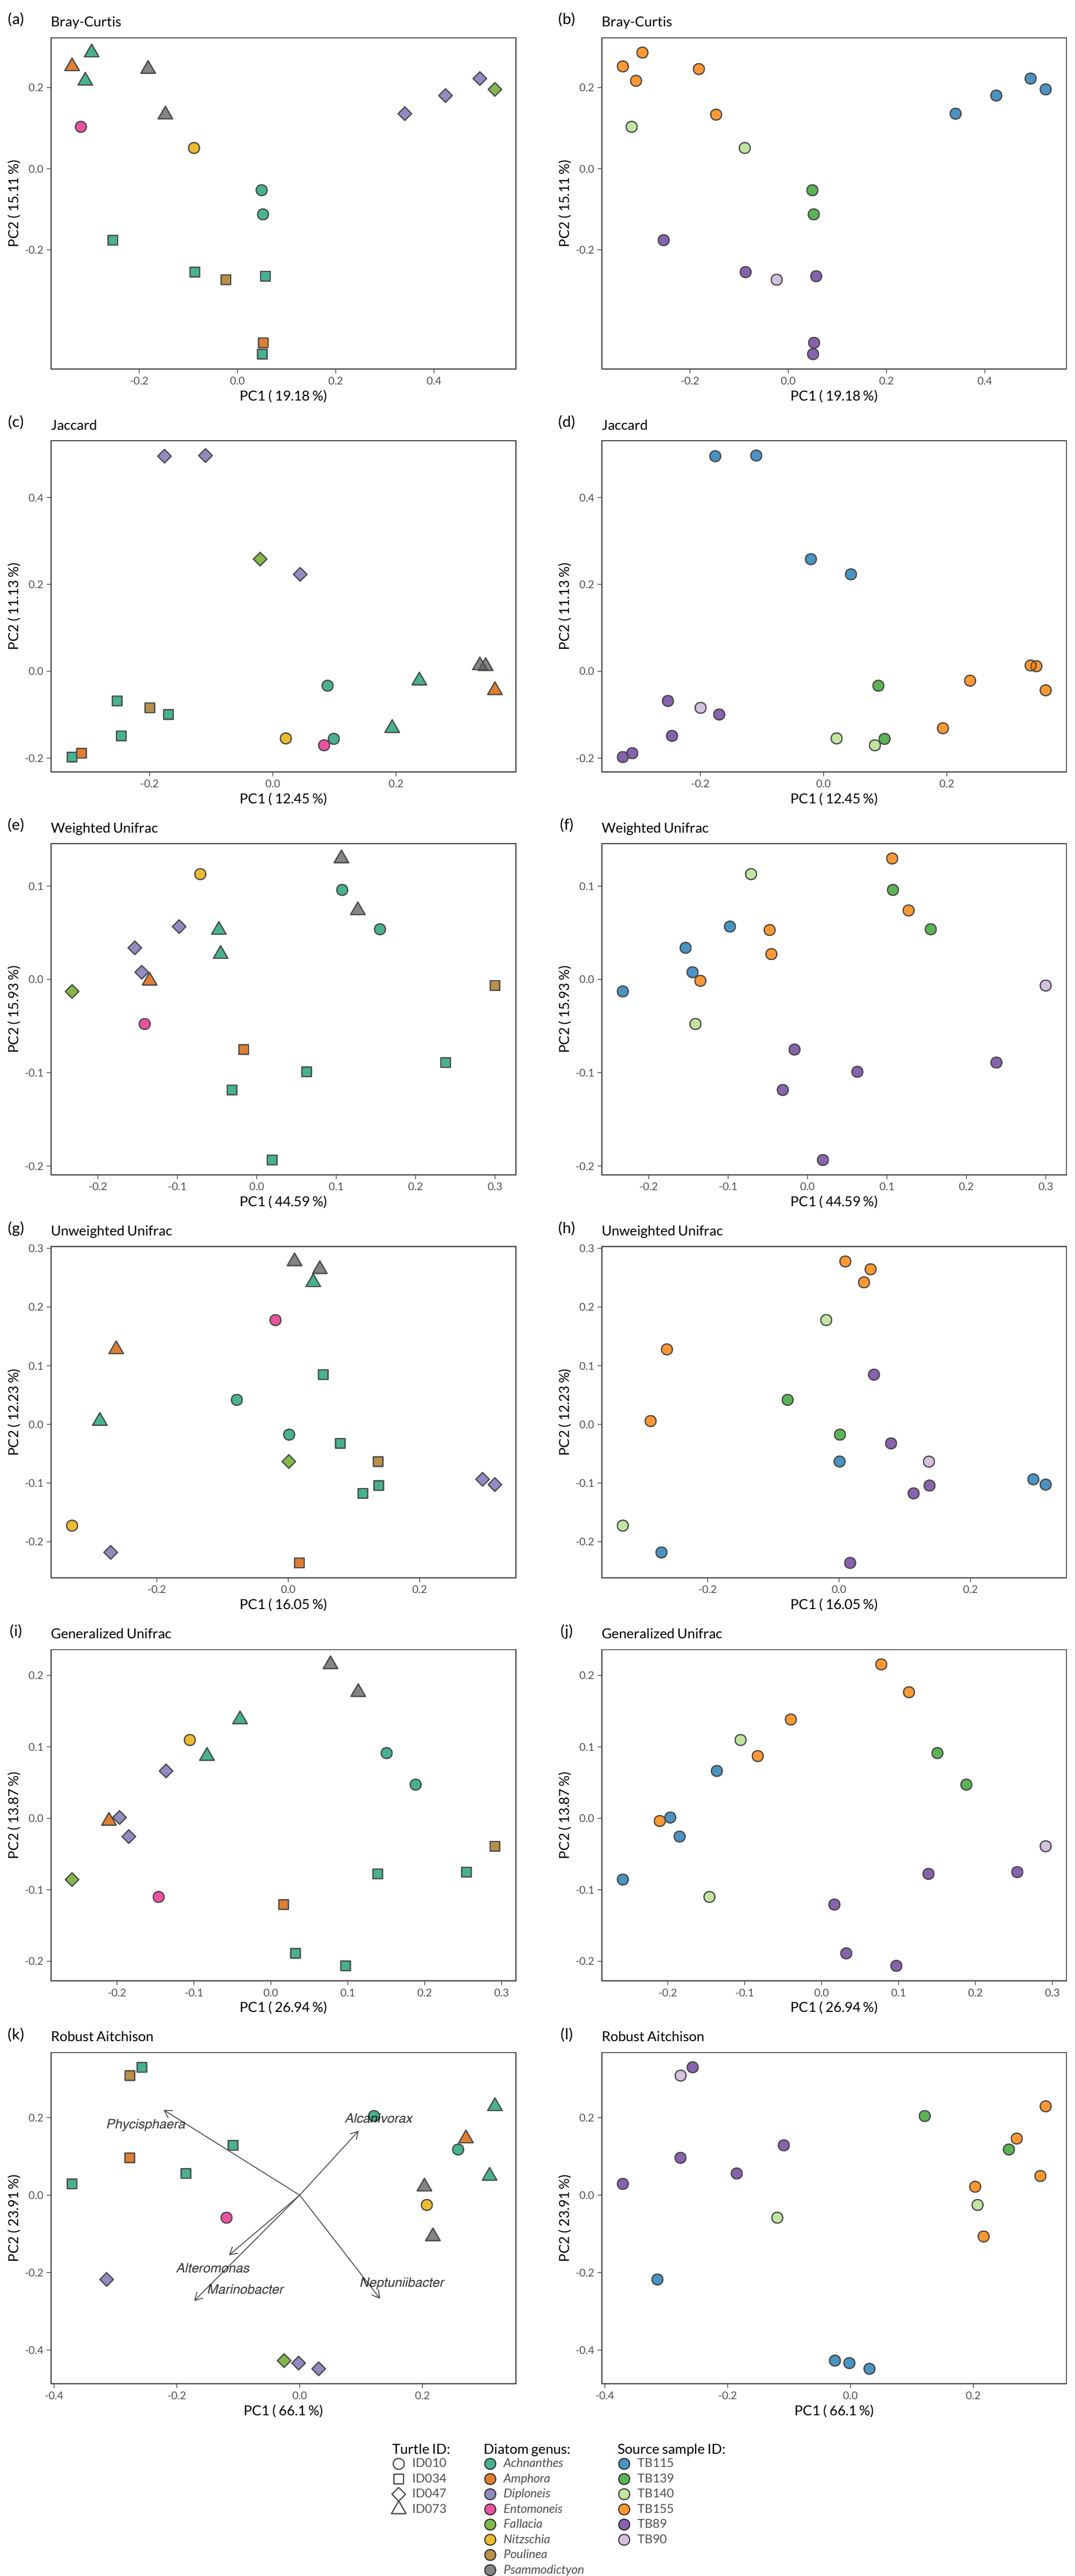 (a) Bray-Curtis
(b) Bray-Curtis
0.2
0.0
-0.2
PC2 ( 15.11 %)
-0.2 0.0 0.2 0.4
PC1 ( 19.18 %)
0.2
0.0
-0.2
PC2 ( 15.11 %)
-0.2 0.0 0.2 0.4
PC1 ( 19.18 %)
(c) Jaccard
(d) Jaccard
0.4
0.2
0.0
-0.2
PC2 ( 11.13 %)
-0.2 0.0 0.2
PC1 ( 12.45 %)
0.4
0.2
0.0
-0.2
PC2 ( 11.13 %)
-0.2 0.0 0.2
PC1 ( 12.45 %)
(e) Weighted Unifrac
(f) Weighted Unifrac
0.1
0.0
-0.1
-0.2
PC2 ( 15.93 %)
-0.2 -0.1 0.0 0.1 0.2 0.3
PC1 ( 44.59 %)
0.1
0.0
-0.1
-0.2
PC2 ( 15.93 %)
-0.2 -0.1 0.0 0.1 0.2 0.3
PC1 ( 44.59 %)
(g) Unweighted Unifrac
(h) Unweighted Unifrac
0.3
0.2
0.1
0.0
-0.1
-0.2
PC2 ( 12.23 %)
-0.2 0.0 0.2
PC1 ( 16.05 %)
0.3
0.2
0.1
0.0
-0.1
-0.2
PC2 ( 12.23 %)
-0.2 0.0 0.2
PC1 ( 16.05 %)
(i) Generalized Unifrac
(j) Generalized Unifrac
0.2
0.1
0.0
-0.1
-0.2
PC2 ( 13.87 %)
-0.2 -0.1 0.0 0.1 0.2 0.3
PC1 ( 26.94 %)
0.2
0.1
0.0
-0.1
-0.2
PC2 ( 13.87 %)
-0.2 -0.1 0.0 0.1 0.2 0.3
PC1 ( 26.94 %)
(k) Robust Aitchison
(l) Robust Aitchison
0.2
0.0
-0.2
-0.4
PC2 ( 23.91 %)
Phycisphaera
Alcanivorax
Alteromonas
Marinobacter
Neptuniibacter
-0.4 -0.2 0.0 0.2
PC1 ( 66.1 %)
0.2
0.0
-0.2
-0.4
PC2 ( 23.91 %)
-0.4 -0.2 0.0 0.2
PC1 ( 66.1 %)
Turtle ID:
ID010
ID034
ID047
ID073
Diatom genus:
Achnanthes
Amphora
Diploneis
Entomoneis
Fallacia
Nitzschia
Poulinea
Psammodictyon
Source sample ID:
TB115
TB139
TB140
TB155
TB89
TB90